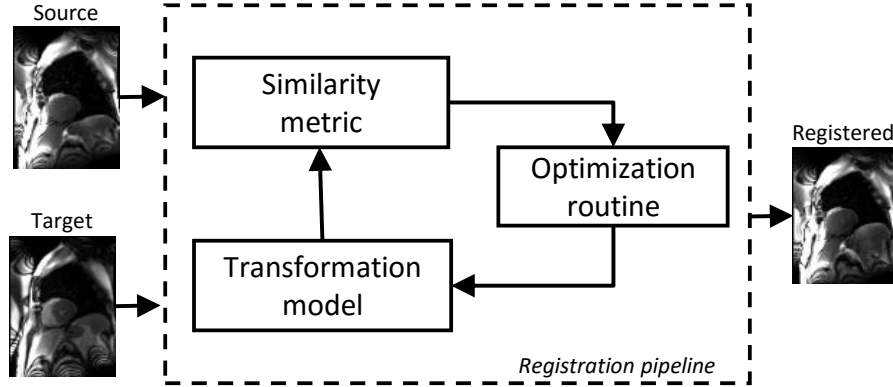 Source
Similarity
metric
Registered
Optimization
routine
Target
Transformation
model
Registration pipeline